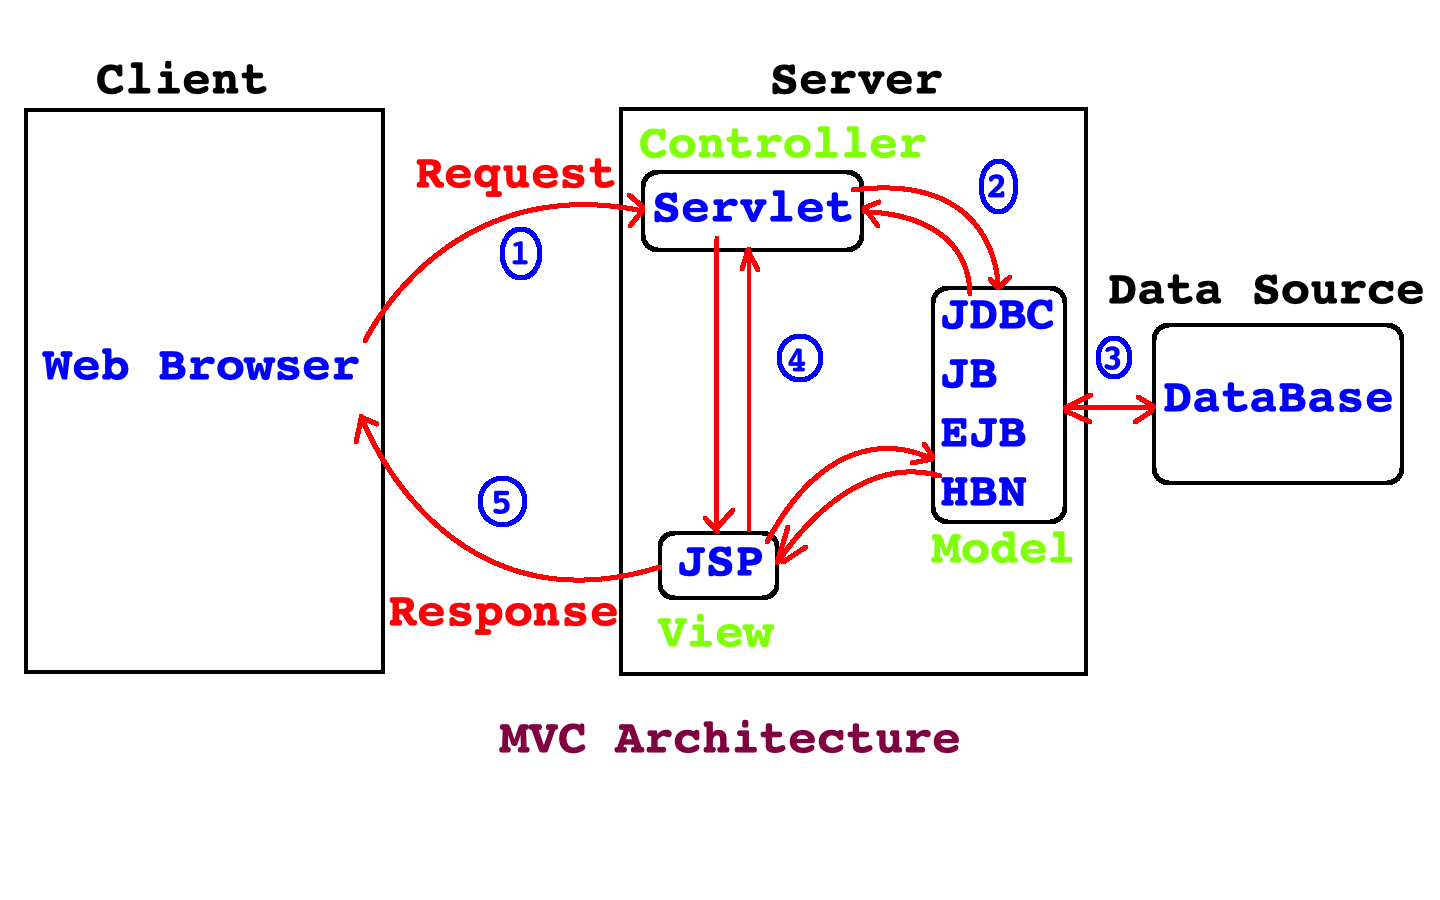 Client
Server
Controller
Request
Servlet
2
1
Data Source
JDBC
Web Browser
4
3
JB
DataBase
EJB
5
HBN
JSP
Model
Response
View
MVC Architecture